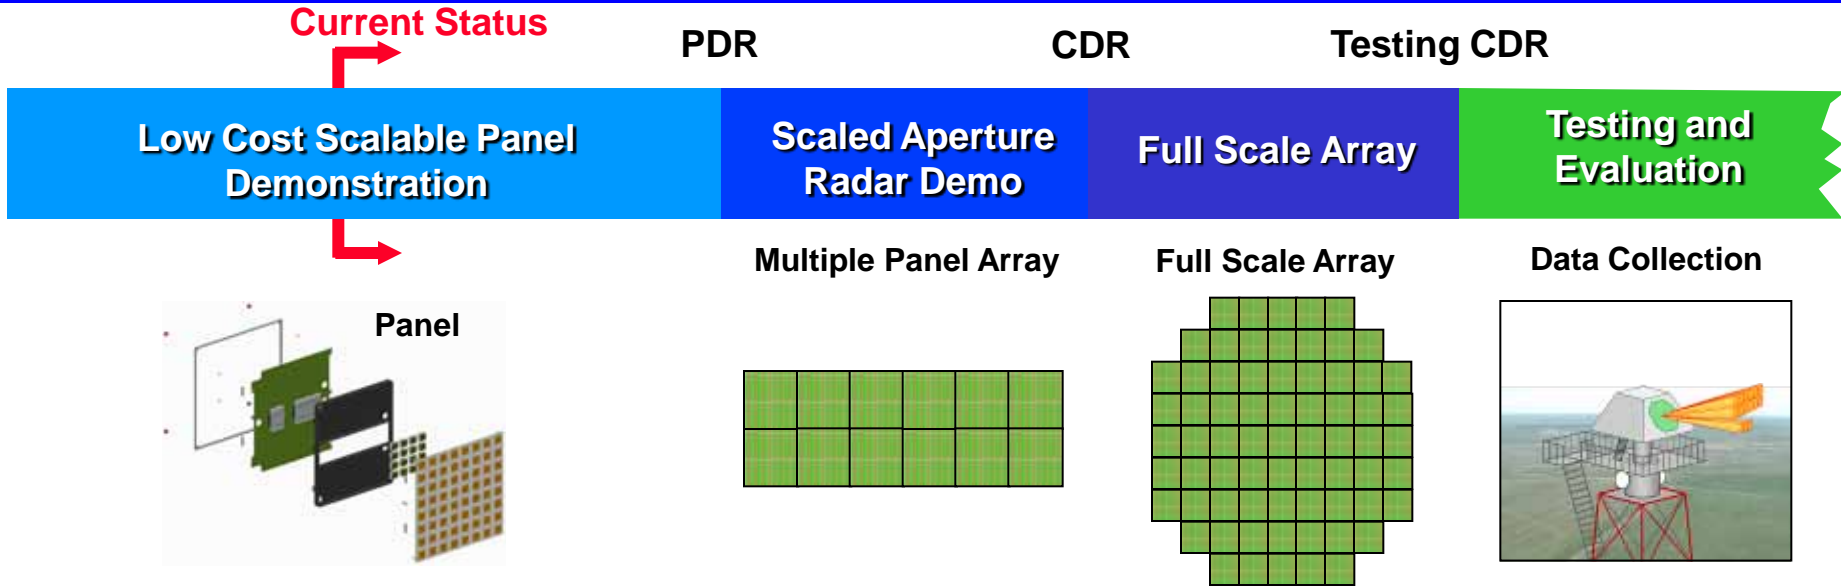 Current Status
PDR
CDR
Testing CDR
Low Cost Scalable Panel
Demonstration
Scaled Aperture
Radar Demo
Full Scale Array
Testing and
Evaluation
Panel
Multiple Panel Array
Full Scale Array
Data Collection